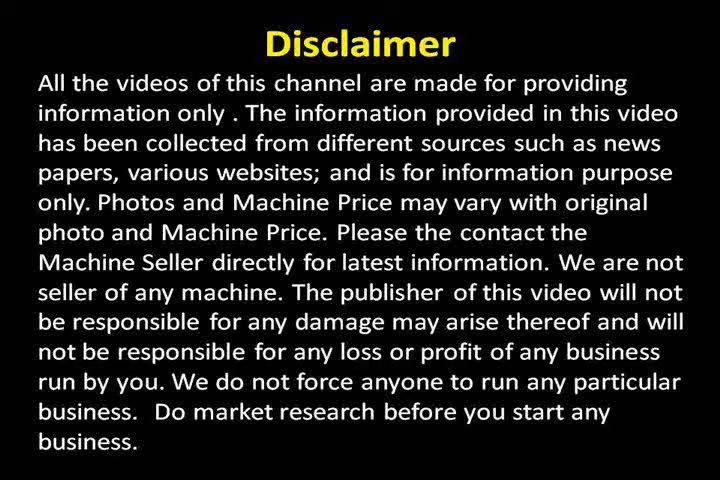 Disclaimer
All the videos of this channel are made for providing
information only . The information provided in this video
has been collected from different sources such as news
papers, various websites; and is for information purpose
only. Photos and Machine Price may vary with original
photo and Machine Price. Please the contact the
Machine Seller directly for latest information. We are not
seller of any machine. The publisher of this video will not
be responsible for any damage may arise thereof and will
not be responsible for any loss or profit of any business
run by you. We do not force anyone to run any particular
business.  Do market research before you start any
business.